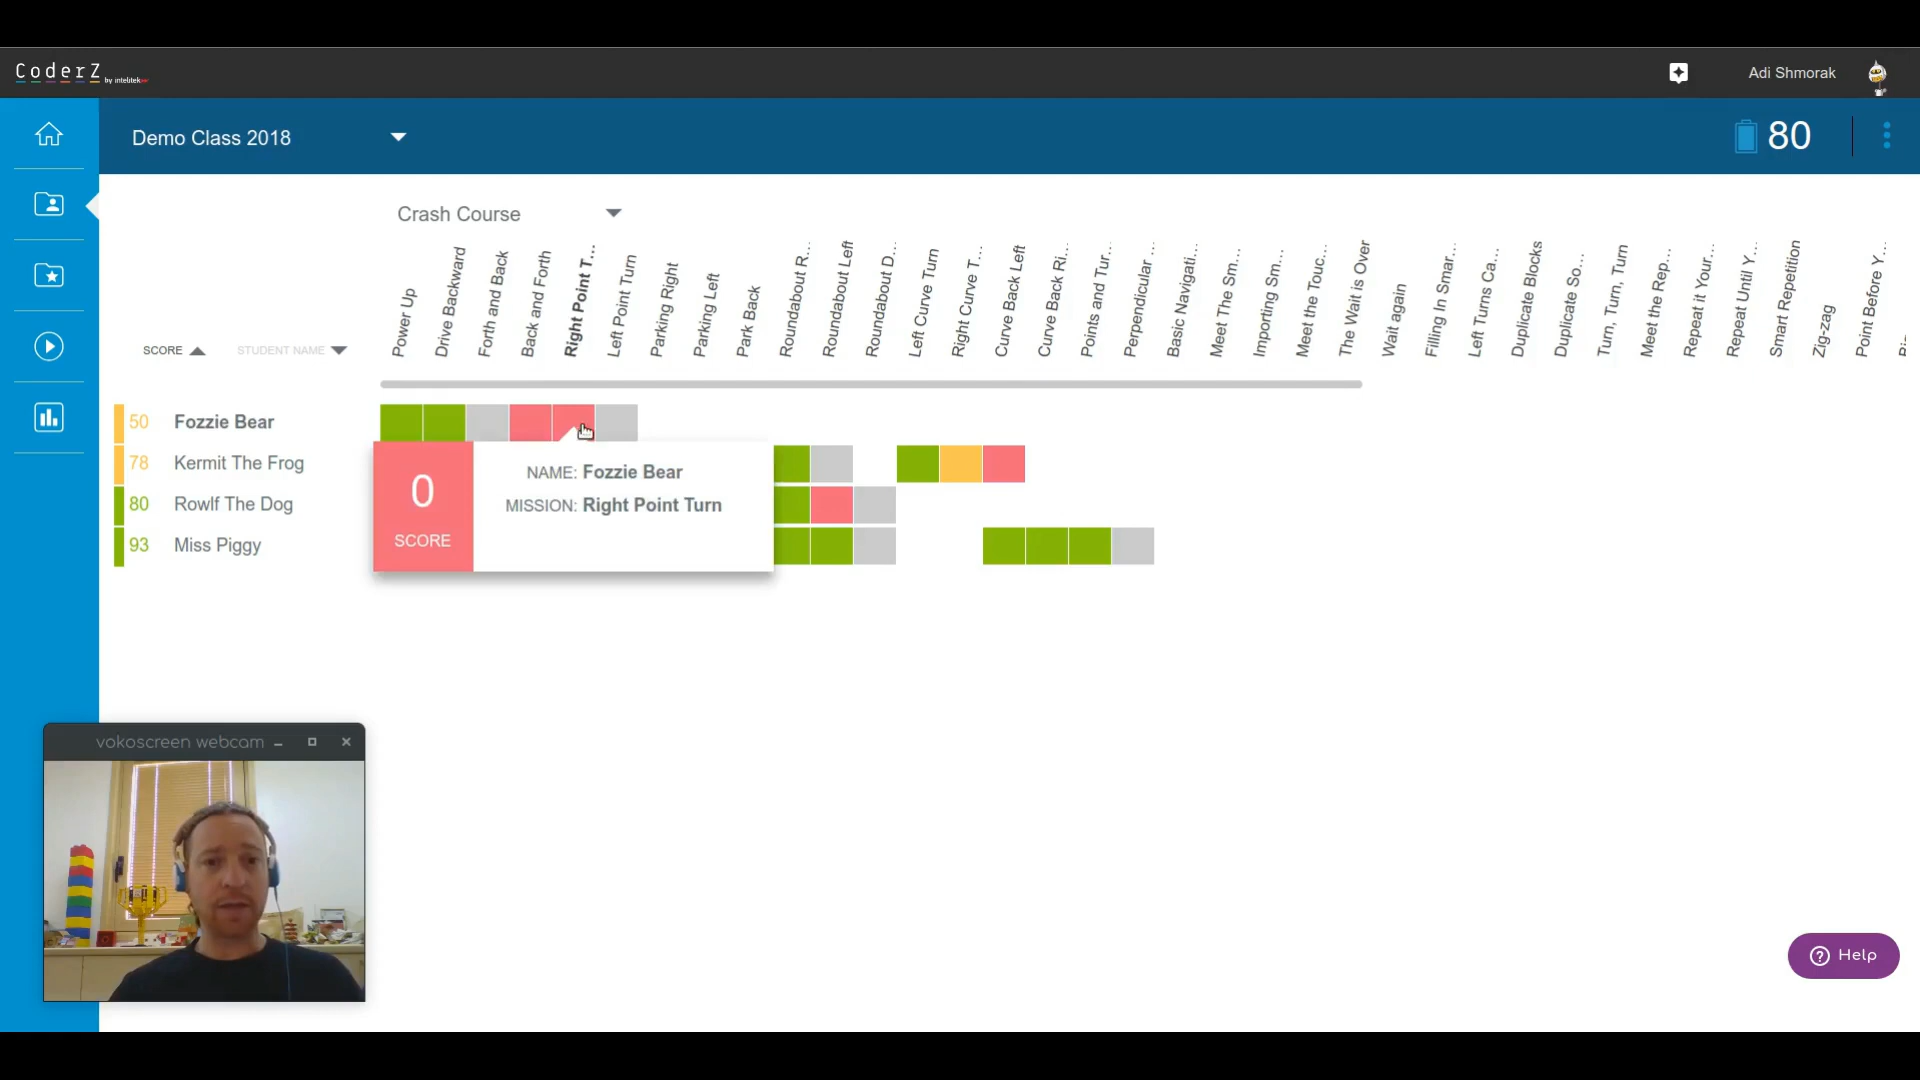 CoderZ by intelitek
Adi Shmorak
Demo Class 2018
80
Crash Course
Power Up
Drive Backward
Forth and Back
Back and Forth
Right Point T...
Left Point Turn
Parking Right
Parking Left
Park Back
Roundabout R...
Roundabout Left
Roundabout D...
Left Curve Turn
Right Curve T...
Curve Back Left
Curve Back Ri...
Points and Tur...
Perpendicular ...
Basic Navigati...
Meet The Sm...
Importing Sm...
Meet the Touc...
The Wait is Over
Wait again
Filling In Smar...
Left Turns Ca...
Duplicate Blocks
Duplicate So...
Turn, Turn, Turn
Meet the Rep...
Repeat it Your...
Repeat Until Y...
Smart Repetition
Zig-zag
Point Before Y...
SCORE STUDENT NAME
50 Fozzie Bear
78 Kermit The Frog
80 Rowlf The Dog
93 Miss Piggy
0
SCORE
NAME: Fozzie Bear
MISSION: Right Point Turn
vokoscreen webcam
Help